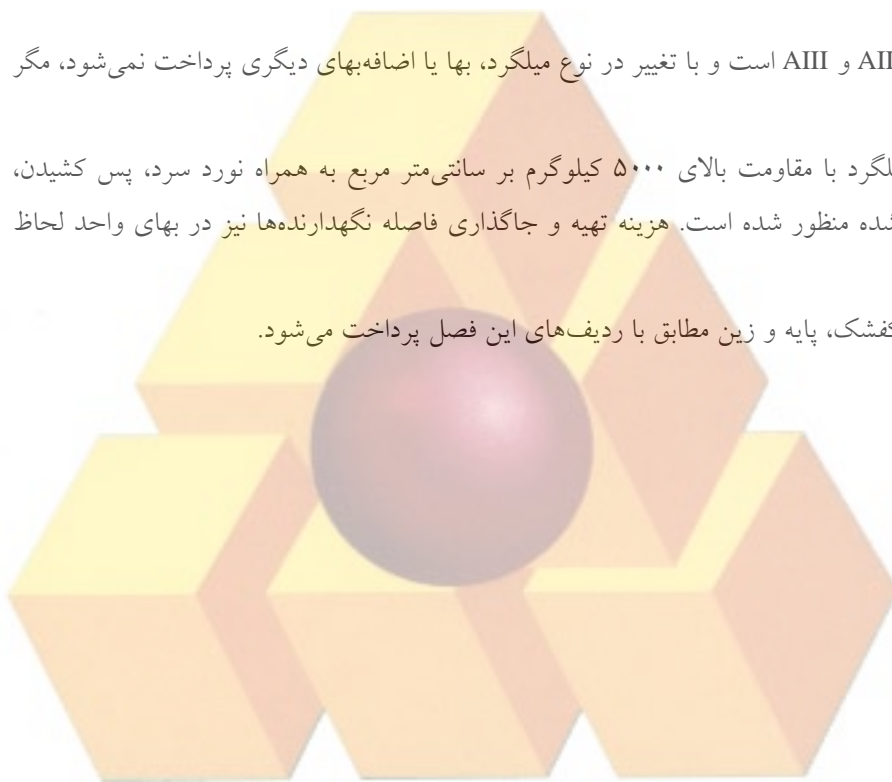 AII و AIII است و با تغییر در نوع میلگرد، بها یا اضافه‌بهای دیگری پرداخت نمی‌شود، مگر
با مقاومت بالای ۵۰۰۰ کیلوگرم بر سانتی‌متر مربع به همراه نورد سرد، پس کشیدن،
منظور شده است. هزینه تهیه و جاگذاری فاصله نگهدارنده‌ها نیز در بهای واحد لحاظ
کفشک، پایه و زین مطابق با ردیف‌های این فصل پرداخت می‌شود.